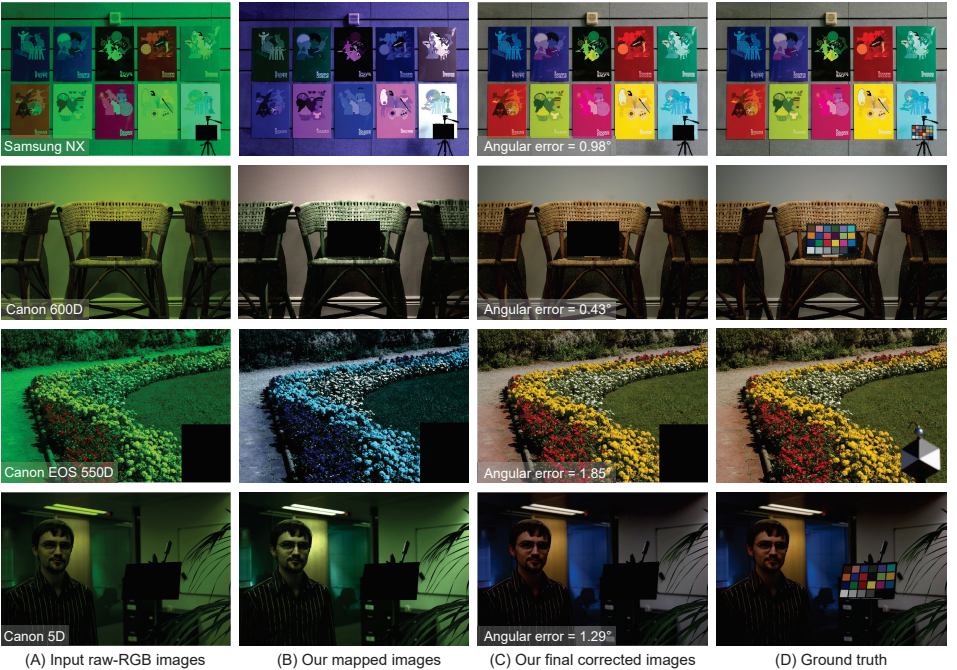 Samsung NX
Angular error = 0.98°
Canon 600D
Angular error = 0.43°
Canon EOS 550D
Angular error = 1.85°
Canon 5D
Angular error = 1.29°
(A) Input raw-RGB images
(B) Our mapped images
(C) Our final corrected images
(D) Ground truth